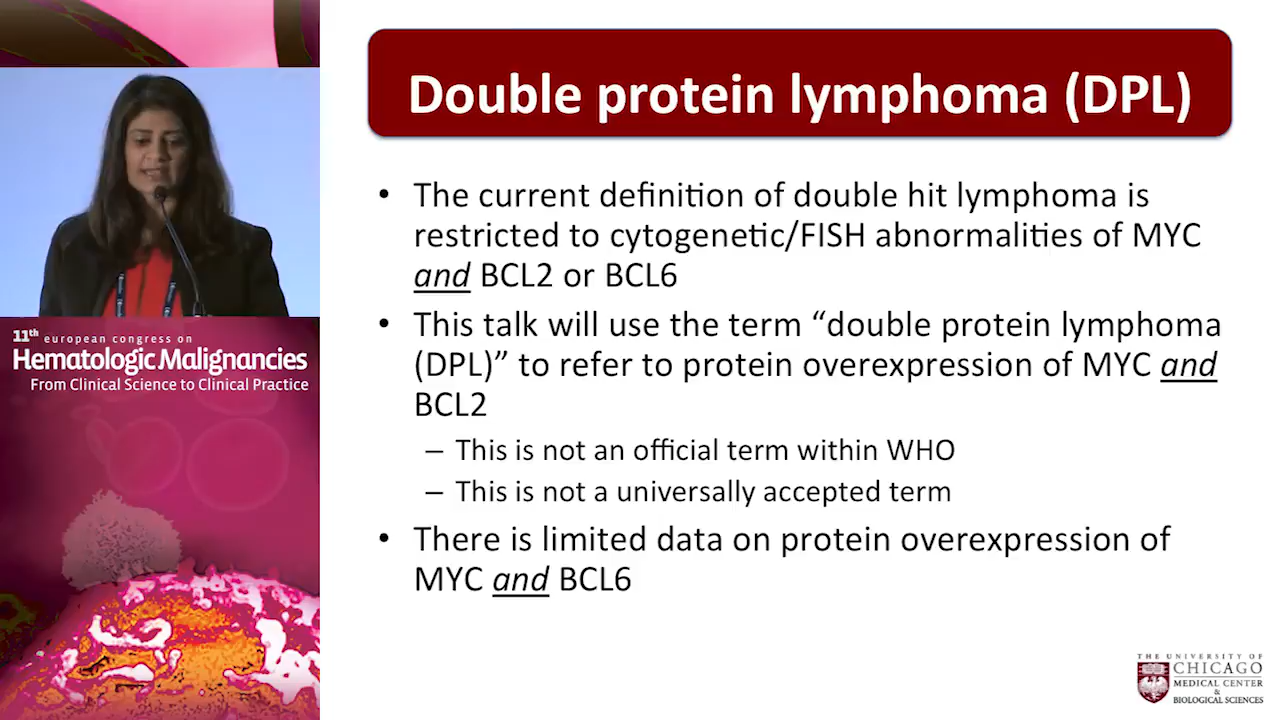 Double protein lymphoma (DPL)
• The current definition of double hit lymphoma is
restricted to cytogenetic/FISH abnormalities of MYC
and BCL2 or BCL6
• This talk will use the term “double protein lymphoma
(DPL)” to refer to protein overexpression of MYC and
BCL2
– This is not an official term within WHO
– This is not a universally accepted term
• There is limited data on protein overexpression of
MYC and BCL6
11th european congress on
Hematologic Malignancies
From Clinical Science to Clinical Practice
THE UNIVERSITY OF
CHICAGO
MEDICAL CENTER
&
BIOLOGICAL SCIENCES